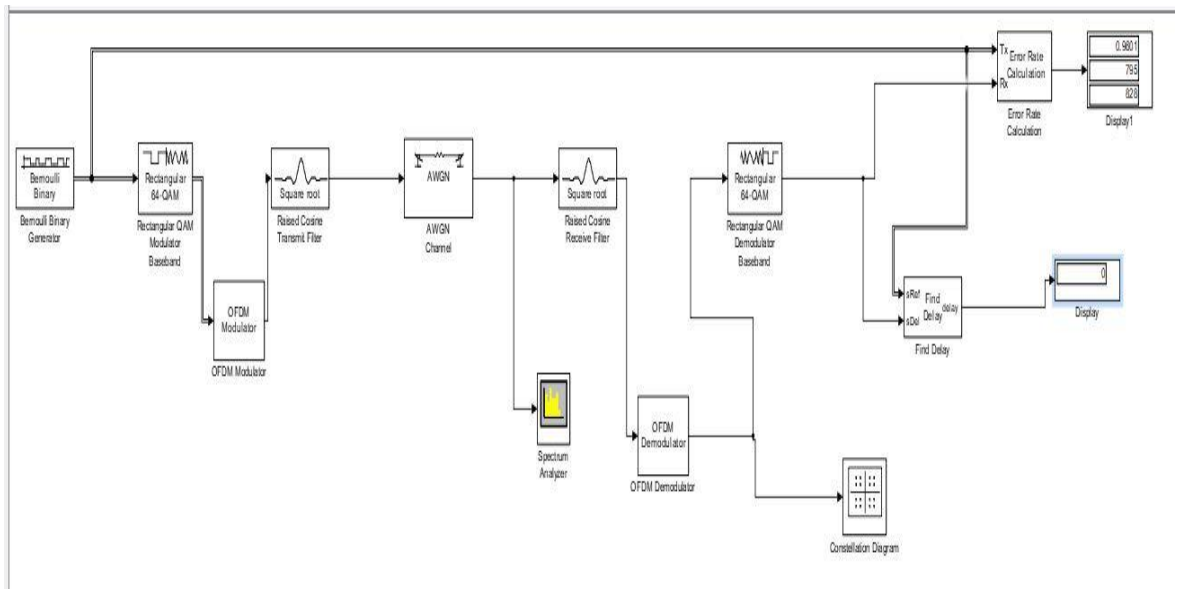 Tx
Rx
Error Rate
Calculation
Error Rate
Calculation
0.9601
795
828
Display1
Bernoulli
Binary
Bernoulli Binary
Generator
Rectangular
64-QAM
Rectangular QAM
Modulator
Baseband
Square root
Raised Cosine
Transmit Filter
AWGN
AWGN
Channel
Square root
Raised Cosine
Receive Filter
Rectangular
64-QAM
Rectangular QAM
Demodulator
Baseband
OFDM
Modulator
OFDM Modulator
sRef
sDel
Find
Delay
delay
Find Delay
0
Display
Spectrum
Analyzer
OFDM
Demodulator
OFDM Demodulator
Constellation Diagram